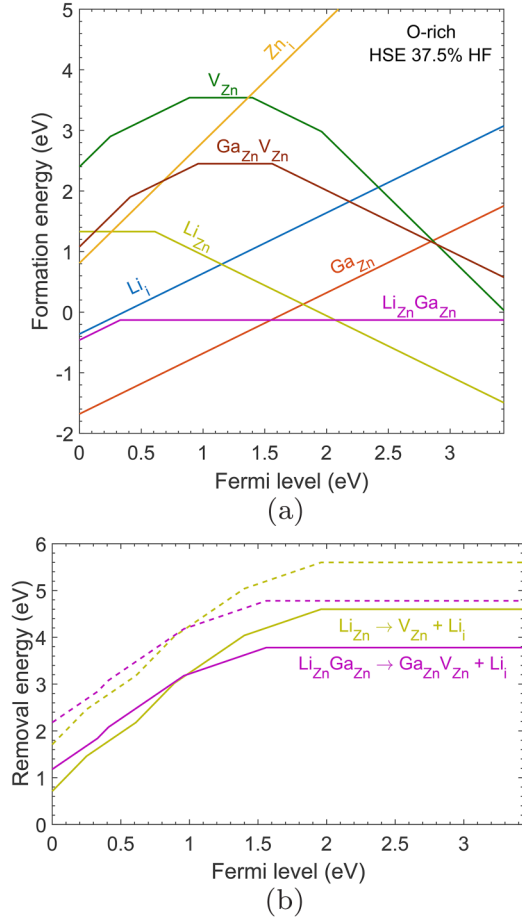 O-rich
HSE 37.5% HF
Zn_i
V_Zn
Ga_Zn V_Zn
Li_Zn
Li_i
Ga_Zn
Li_Zn Ga_Zn
Formation energy (eV)
5
4
3
2
1
0
-1
-2
0 0.5 1 1.5 2 2.5 3
Fermi level (eV)
(a)
Removal energy (eV)
6
5
4
3
2
1
0
Li_Zn → V_Zn + Li_i
Li_Zn Ga_Zn → Ga_Zn V_Zn + Li_i
0 0.5 1 1.5 2 2.5 3
Fermi level (eV)
(b)